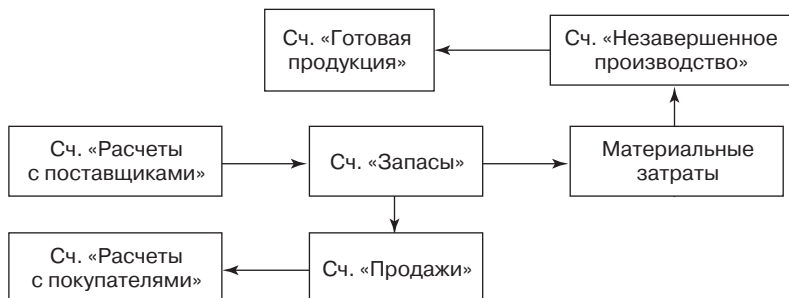 Сч. «Готовая
продукция»
Сч. «Незавершенное
производство»
Сч. «Расчеты
с поставщиками»
Сч. «Запасы»
Материальные
затраты
Сч. «Расчеты
с покупателями»
Сч. «Продажи»